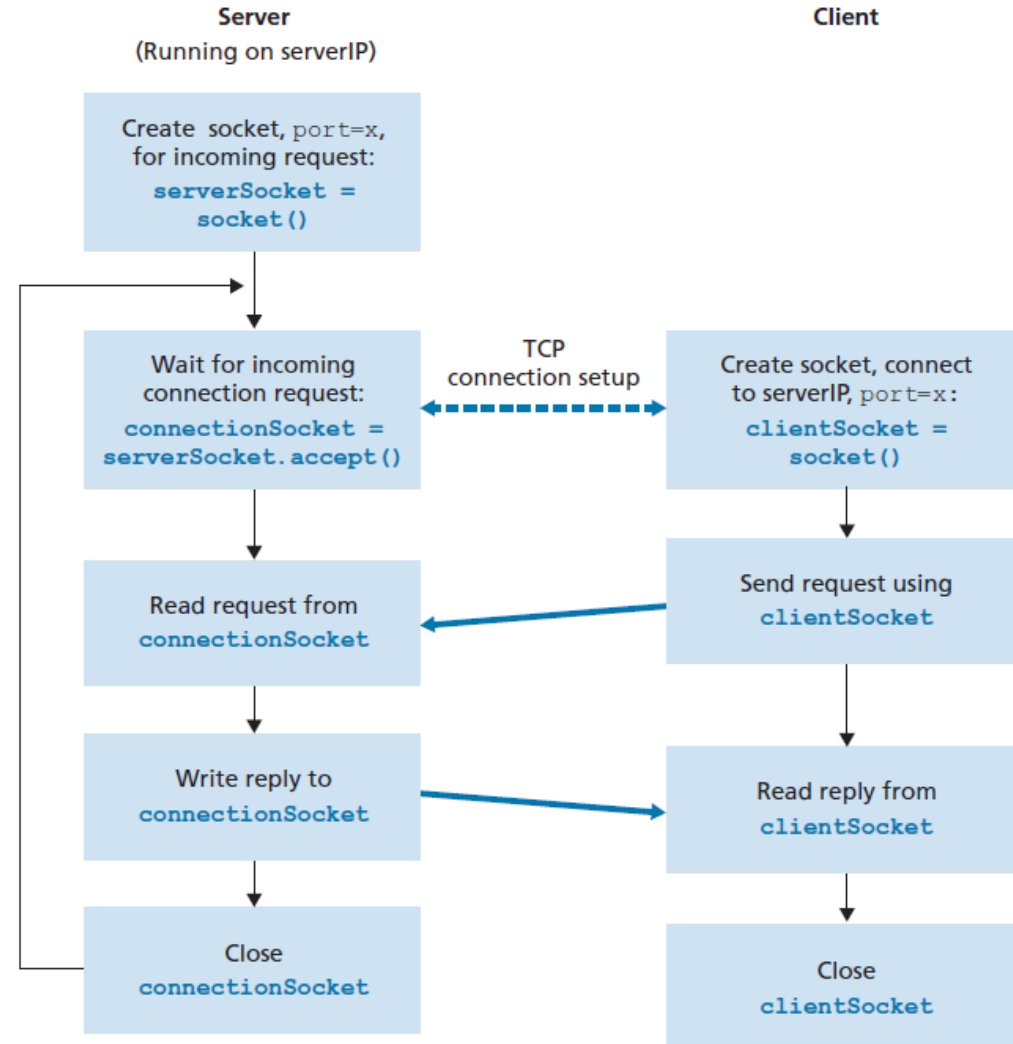 Server
(Running on serverIP)
Client
Create socket, port=x,
for incoming request:
serverSocket =
socket()
Wait for incoming
connection request:
connectionSocket =
serverSocket.accept()
TCP
connection setup
Create socket, connect
to serverIP, port=x:
clientSocket =
socket()
Read request from
connectionSocket
Send request using
clientSocket
Write reply to
connectionSocket
Read reply from
clientSocket
Close
connectionSocket
Close
clientSocket